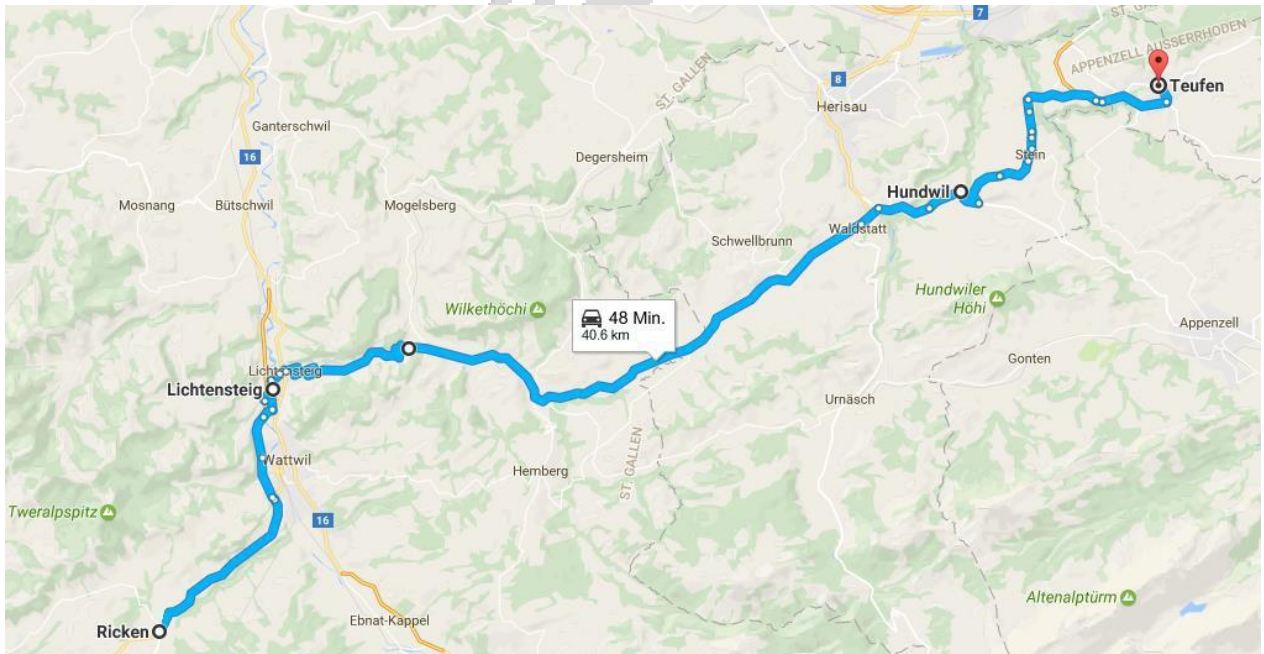 7
ST. GALLEN
APPENZELL AUSSERRHODEN
ST. GALLEN
8
Teufen
Herisau
Ganterschwil
16
Degersheim
Stein
Hundwil
Mosnang
Bütschwil
Mogelsberg
Waldstatt
Schwellbrunn
Wilkethöchi
Hundwiler
Höhi
48 Min.
40.6 km
Appenzell
Gonten
Lichtensteig
Lichtensteig
Urnäsch
ST. GALLEN
Wattwil
Hemberg
Tweralpspitz
16
Altenalptürm
Ricken
Ebnat-Kappel